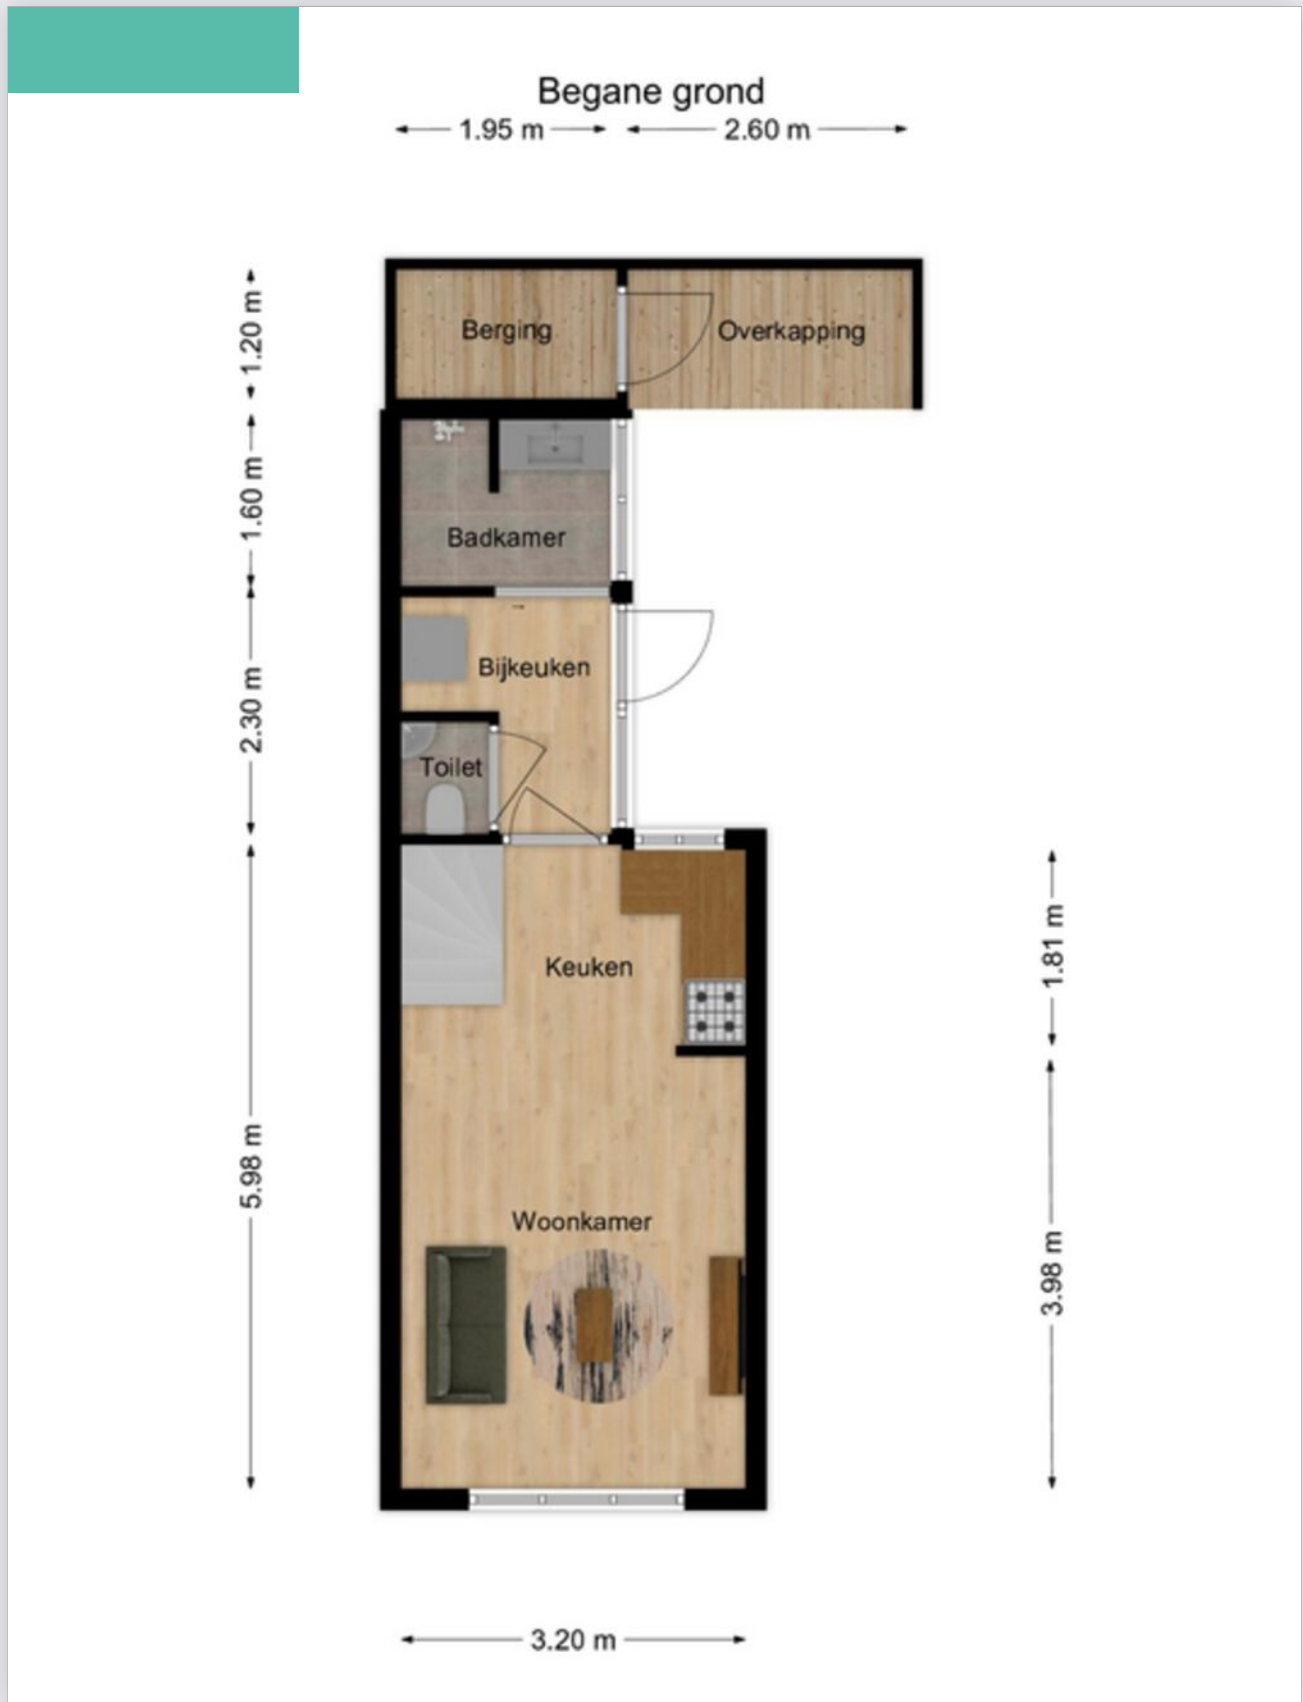 Begane grond
1.95 m
2.60 m
1.20 m
Berging
Overkapping
1.60 m
Badkamer
2.30 m
Bijkeuken
Toilet
5.98 m
Keuken
1.81 m
Woonkamer
3.98 m
3.20 m